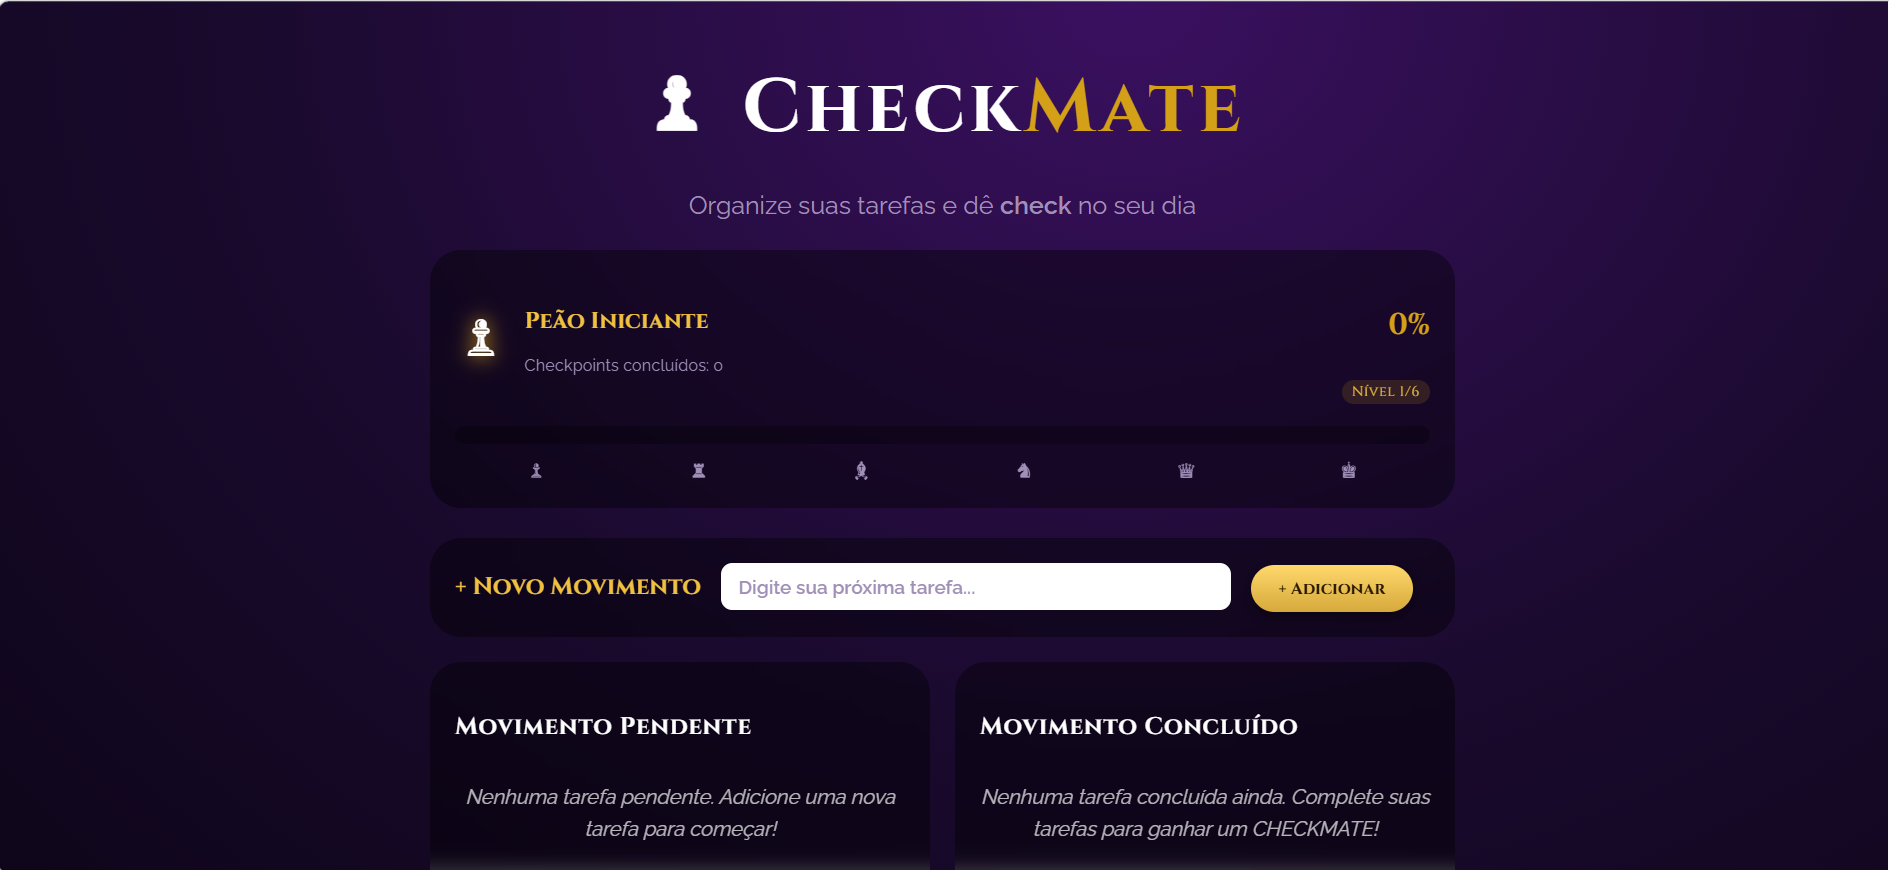 CheckMate
Organize suas tarefas e dê check no seu dia
Peão Iniciante
0%
Checkpoints concluídos: 0
Nível 1/6
+ Novo Movimento
Digite sua próxima tarefa...
+ Adicionar
Movimento Pendente
Movimento Concluído
Nenhuma tarefa pendente. Adicione uma nova
tarefa para começar!
Nenhuma tarefa concluída ainda. Complete suas
tarefas para ganhar um CHECKMATE!